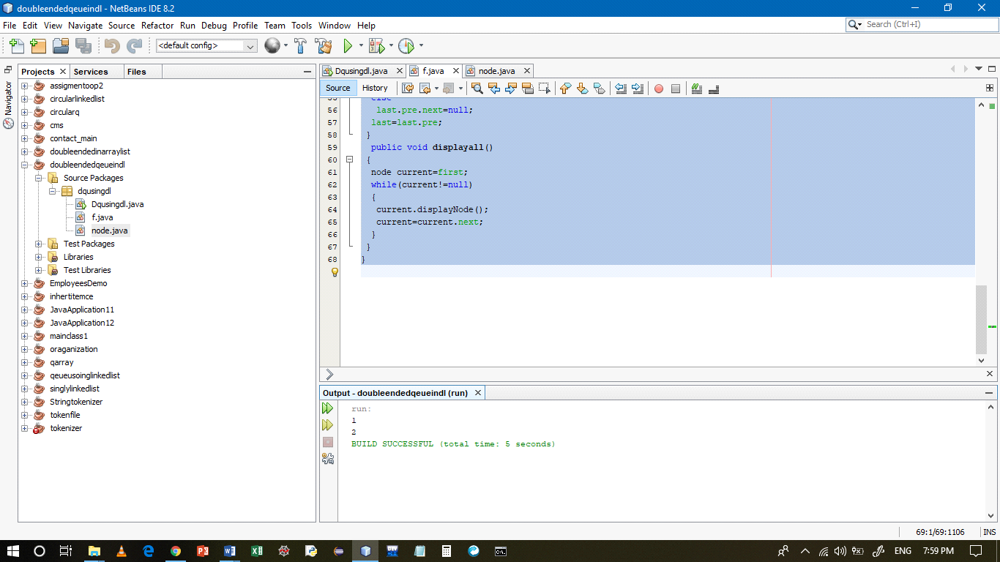 doubleendedqeueindl - NetBeans IDE 8.2
File Edit View Navigate Source Refactor Run Debug Profile Team Tools Window Help
Search (Ctrl+I)
<default config>
Projects Services Files
Navigator
assigmentoop2
circularlinkedlist
circularq
cms
contact_main
doubleendedinarraylist
doubleendedqeueindl
Source Packages
dqusingdl
Dqusingdl.java
f.java
node.java
Test Packages
Libraries
Test Libraries
EmployeesDemo
inhertitemce
JavaApplication11
JavaApplication12
mainclass1
oraganization
qarray
qeueusoinglinkedlist
singlylinkedlist
Stringtokenizer
tokenfile
tokenizer
Dqusingdl.java f.java node.java
Source History
55 else
56 last.pre.next=null;
57 last=last.pre;
58 }
59 public void displayall()
60 {
61 node current=first;
62 while(current!=null)
63 {
64 current.displayNode();
65 current=current.next;
66 }
67 }
68 }
Output - doubleendedqeueindl (run)
run:
1
2
BUILD SUCCESSFUL (total time: 5 seconds)
69:1/69:1106 INS
ENG 7:59 PM